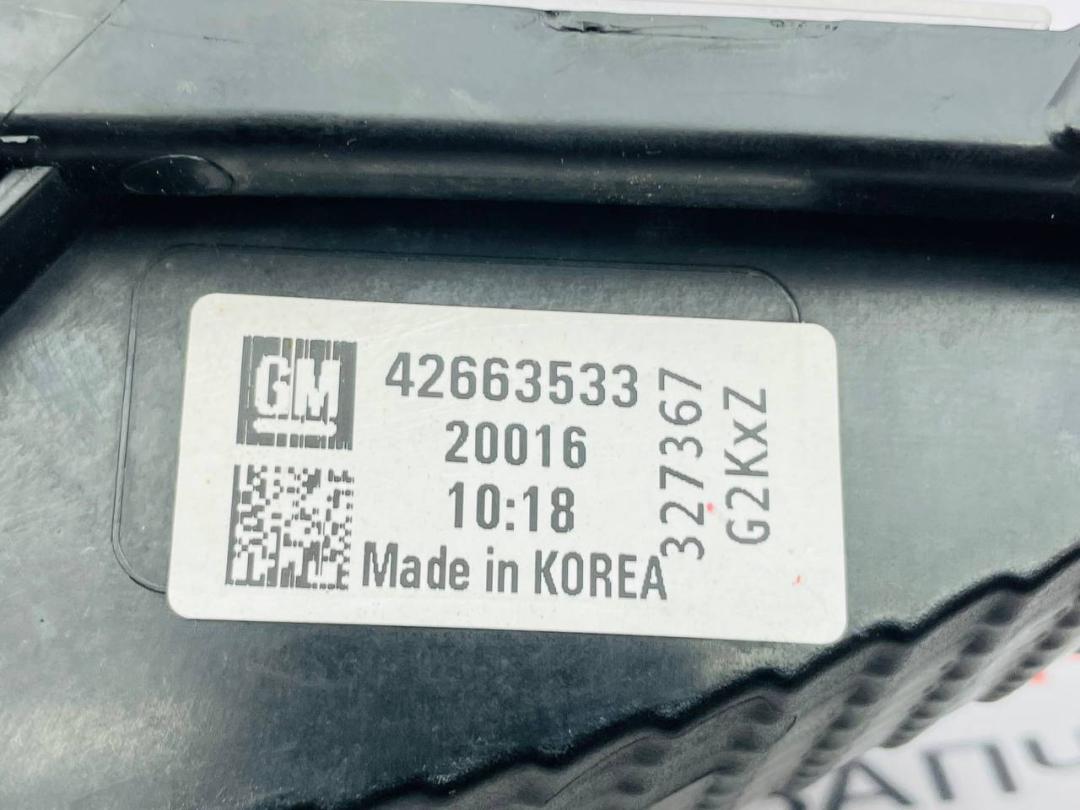 GM
42663533
20016
10:18
Made in KOREA
327367
G2KxZ